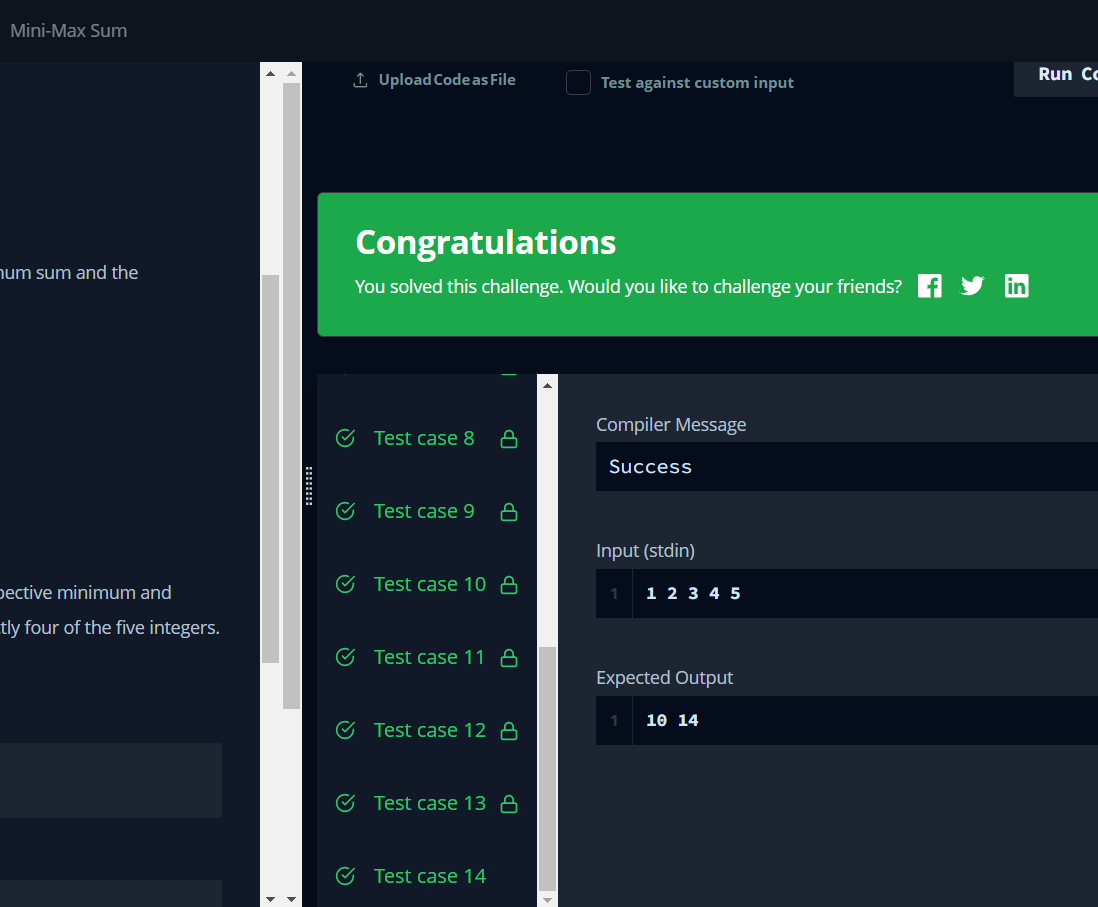 Mini-Max Sum
Upload Code as File
Test against custom input
Run
num sum and the
pective minimum and
tly four of the five integers.
Congratulations
You solved this challenge. Would you like to challenge your friends?
Test case 8
Test case 9
Test case 10
Test case 11
Test case 12
Test case 13
Test case 14
Compiler Message
Success
Input (stdin)
1 1 2 3 4 5
Expected Output
1 10 14